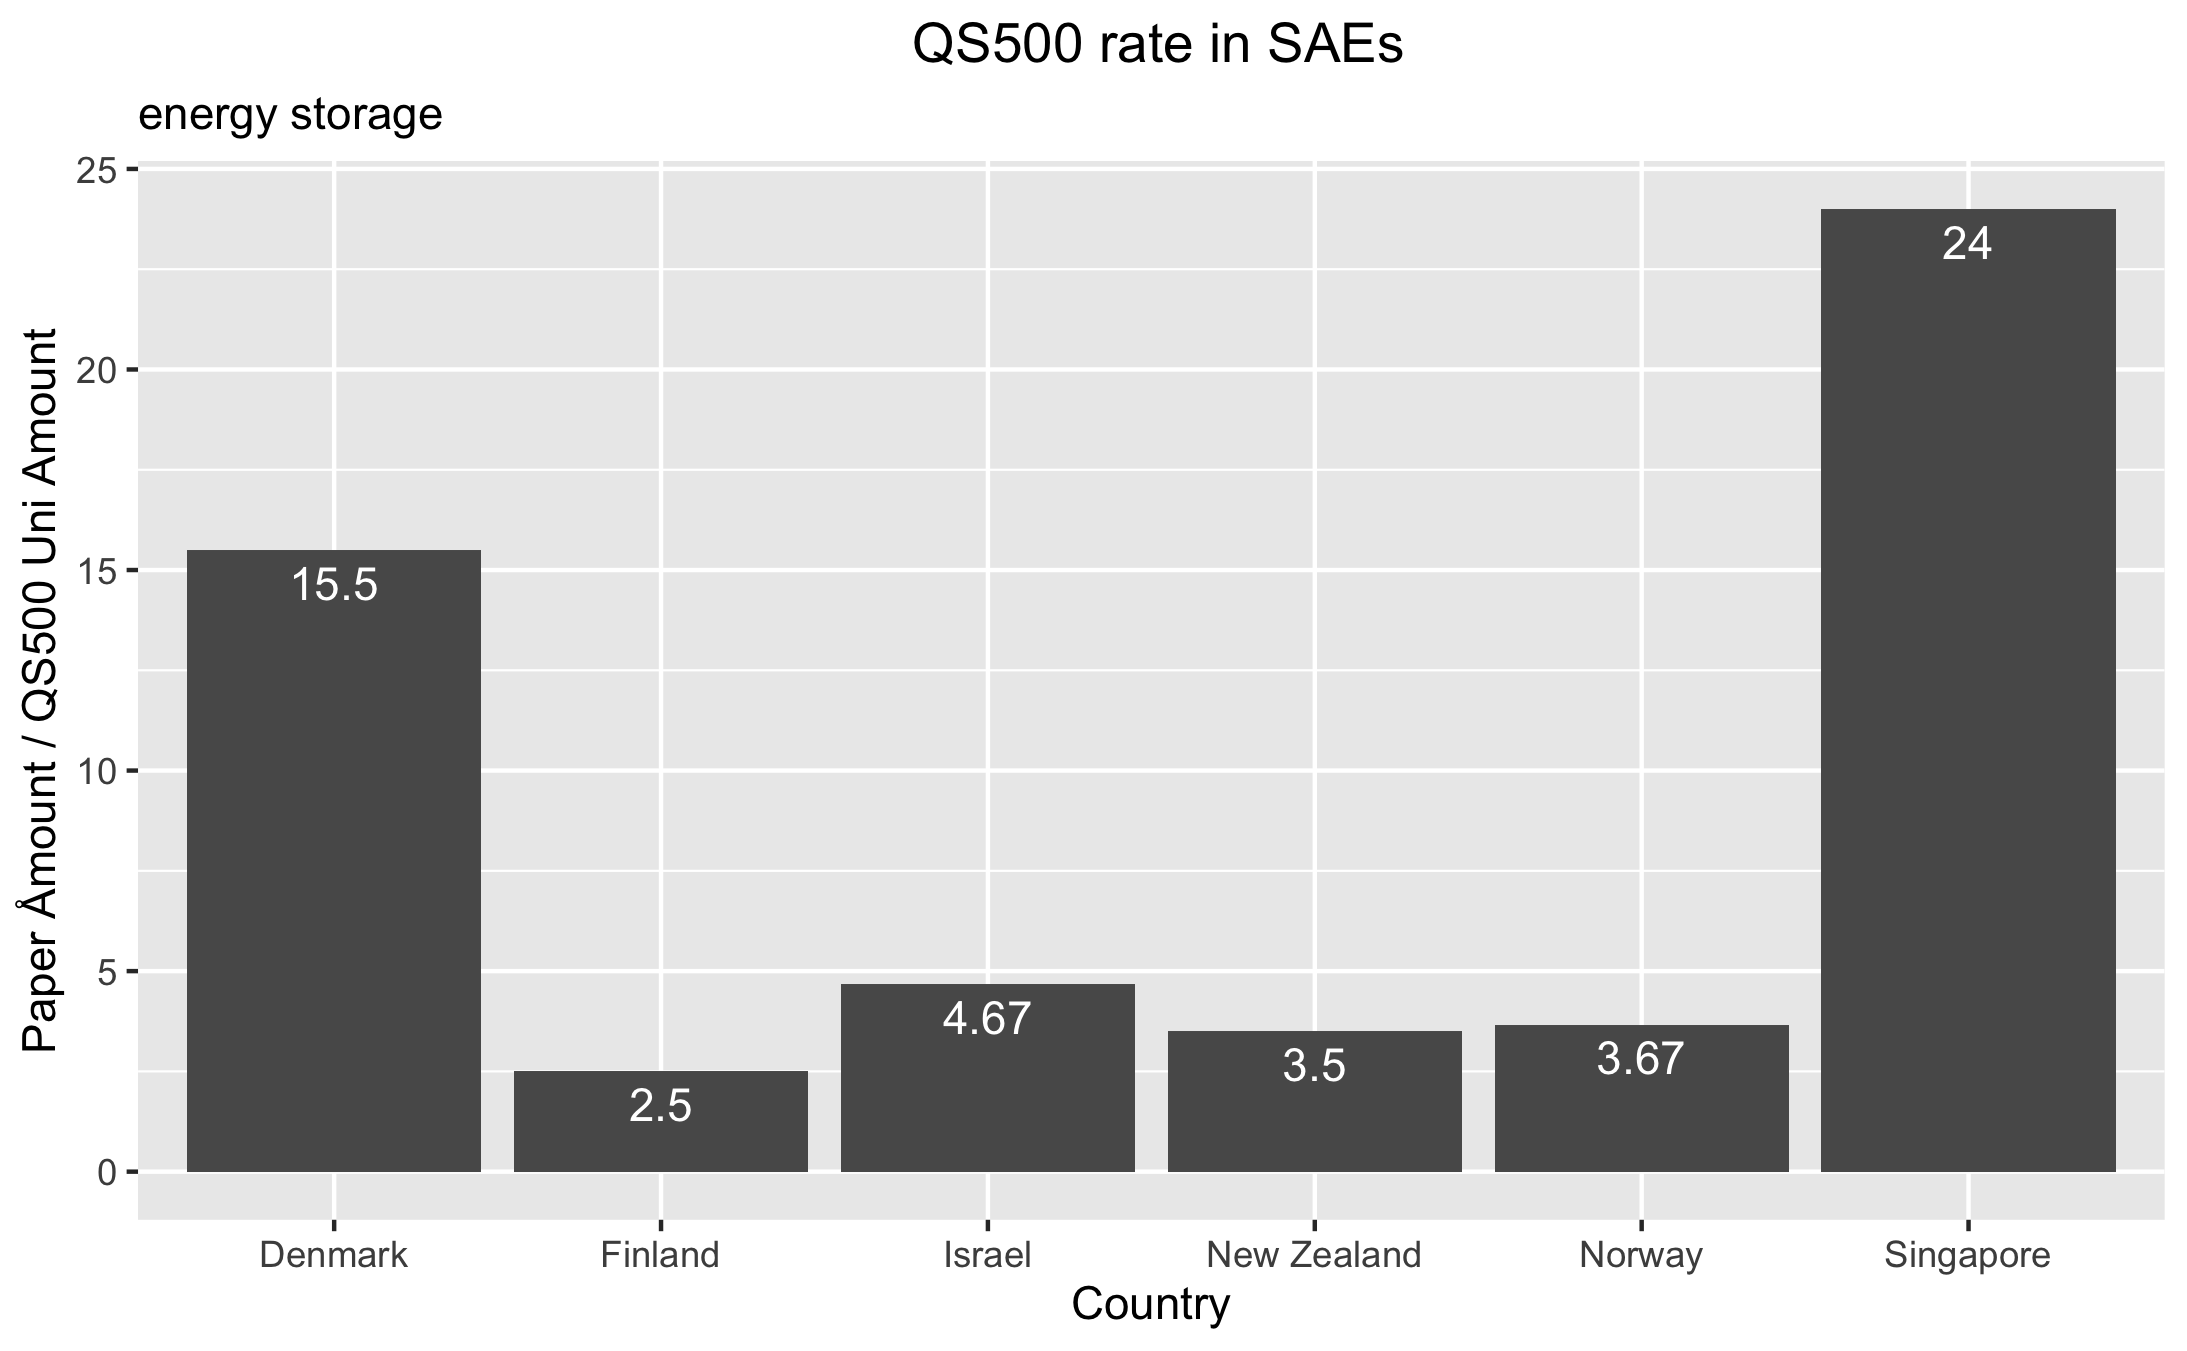 QS500 rate in SAEs
energy storage
Paper Åmount / QS500 Uni Amount
25
20
15
10
5
0
15.5
2.5
4.67
3.5
3.67
24
Denmark
Finland
Israel
New Zealand
Norway
Singapore
Country